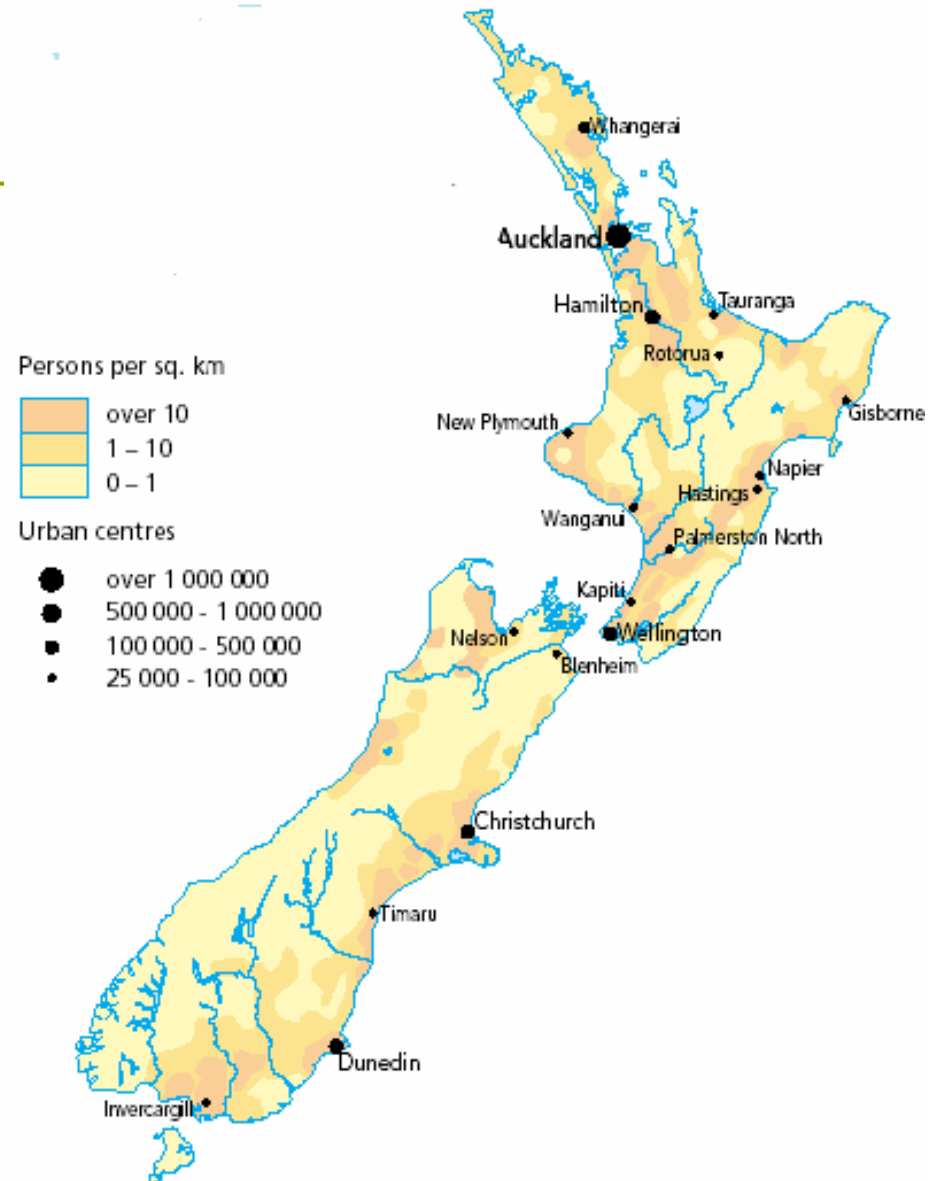 Whangerai
Auckland
Hamilton
Tauranga
Rotorua
Persons per sq. km
over 10
1 – 10
0 – 1
New Plymouth
Gisborne
Napier
Hastings
Wanganui
Palmerston North
Urban centres
over 1 000 000
500 000 - 1 000 000
100 000 - 500 000
25 000 - 100 000
Kapiti
Nelson
Wellington
Blenheim
Christchurch
Timaru
Dunedin
Invercargill